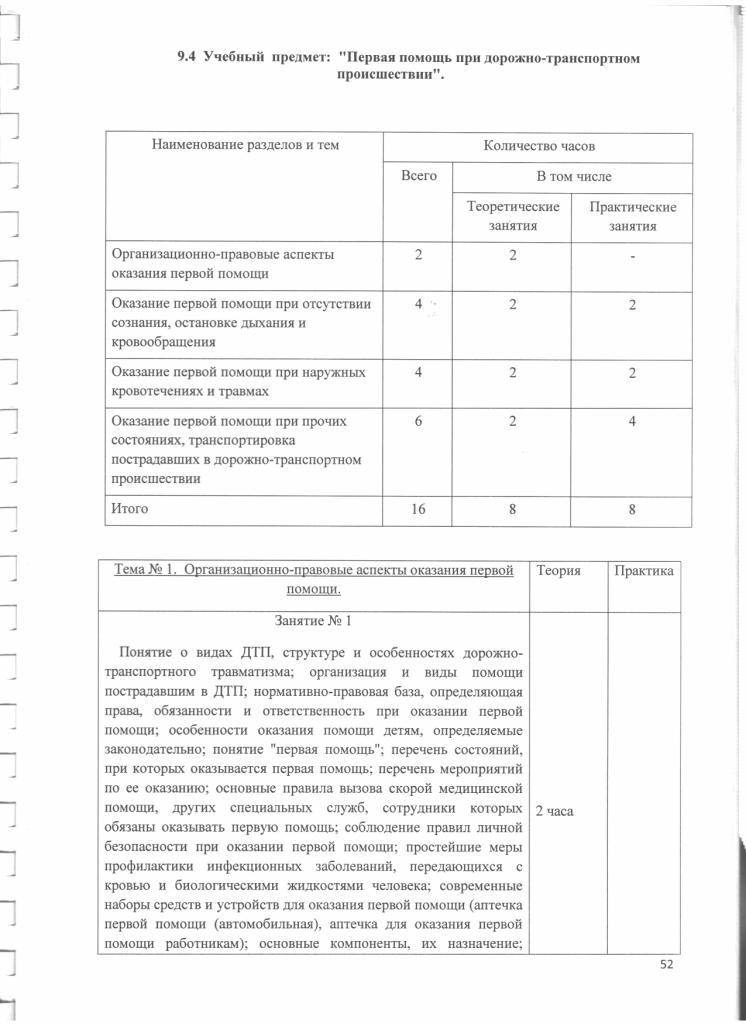 9.4 Учебный предмет: "Первая помощь при дорожно-транспортном
происшествии".
Наименование разделов и тем
Количество часов
Всего
В том числе
Теоретические
занятия
Практические
занятия
Организационно-правовые аспекты
оказания первой помощи
2
2
-
Оказание первой помощи при отсутствии
сознания, остановке дыхания и
кровообращения
4
2
2
Оказание первой помощи при наружных
кровотечениях и травмах
4
2
2
Оказание первой помощи при прочих
состояниях, транспортировка
пострадавших в дорожно-транспортном
происшествии
6
2
4
Итого
16
8
8
Тема № 1. Организационно-правовые аспекты оказания первой
помощи.
Теория
Практика
Занятие № 1
Понятие о видах ДТП, структуре и особенностях дорожно-
транспортного травматизма; организация и виды помощи
пострадавшим в ДТП; нормативно-правовая база, определяющая
права, обязанности и ответственность при оказании первой
помощи; особенности оказания помощи детям, определяемые
законодательно; понятие "первая помощь"; перечень состояний,
при которых оказывается первая помощь; перечень мероприятий
по ее оказанию; основные правила вызова скорой медицинской
помощи, других специальных служб, сотрудники которых
обязаны оказывать первую помощь; соблюдение правил личной
безопасности при оказании первой помощи; простейшие меры
профилактики инфекционных заболеваний, передающихся с
кровью и биологическими жидкостями человека; современные
наборы средств и устройств для оказания первой помощи (аптечка
первой помощи (автомобильная), аптечка для оказания первой
помощи работникам); основные компоненты, их назначение;
2 часа
52